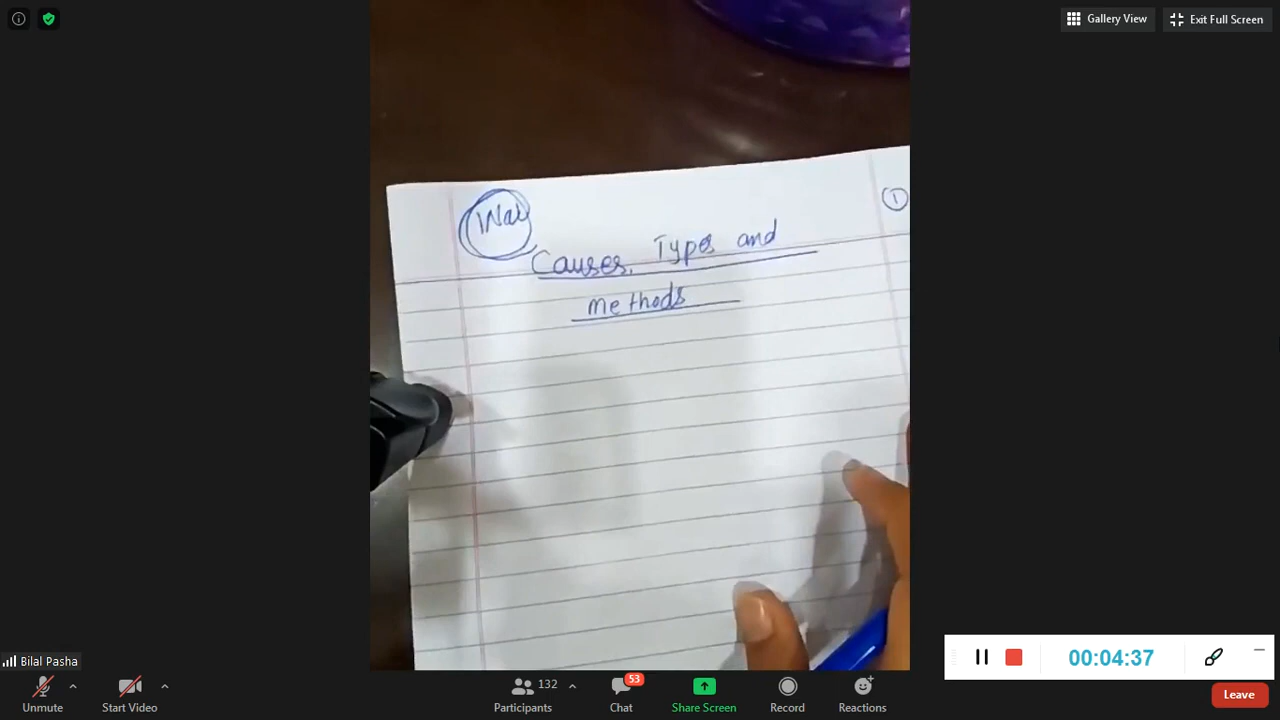 Gallery View
Exit Full Screen
War
1
Causes, Types and
methods
Bilal Pasha
00:04:37
Unmute
Start Video
132
Participants
53
Chat
Share Screen
Record
Reactions
Leave